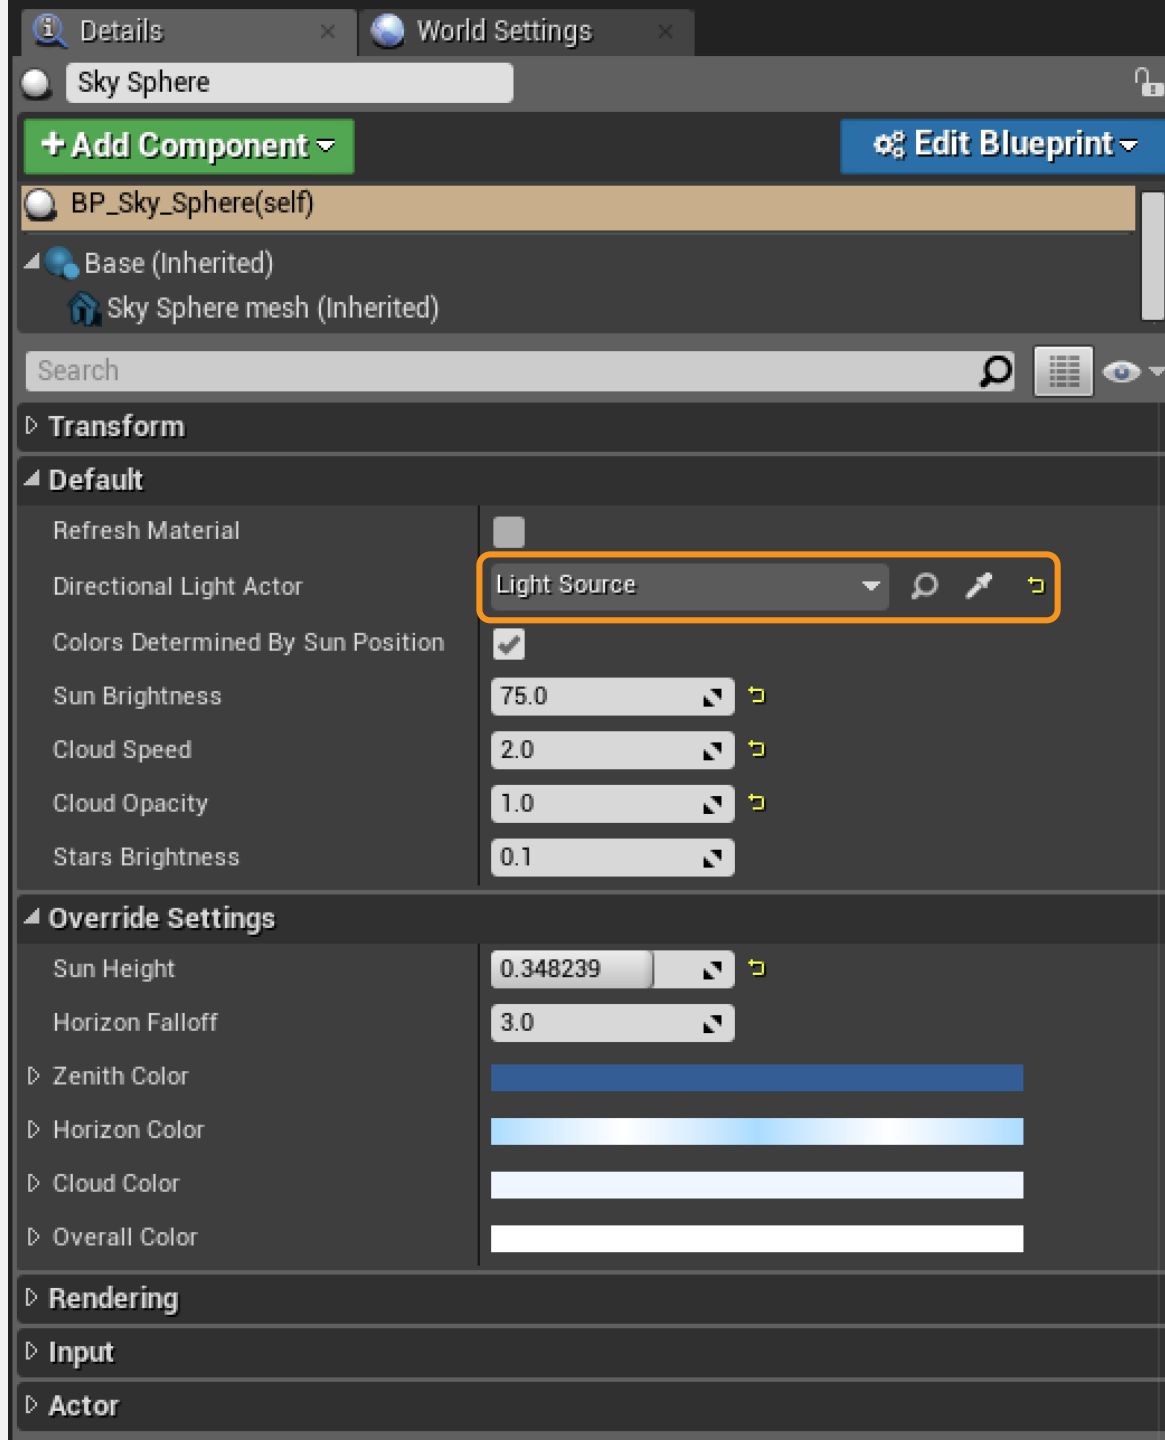 Details
World Settings
Sky Sphere
+ Add Component
Edit Blueprint
BP_Sky_Sphere(self)
Base (Inherited)
Sky Sphere mesh (Inherited)
Search
Transform
Default
Refresh Material
Directional Light Actor
Light Source
Colors Determined By Sun Position
Sun Brightness
75.0
Cloud Speed
2.0
Cloud Opacity
1.0
Stars Brightness
0.1
Override Settings
Sun Height
0.348239
Horizon Falloff
3.0
Zenith Color
Horizon Color
Cloud Color
Overall Color
Rendering
Input
Actor